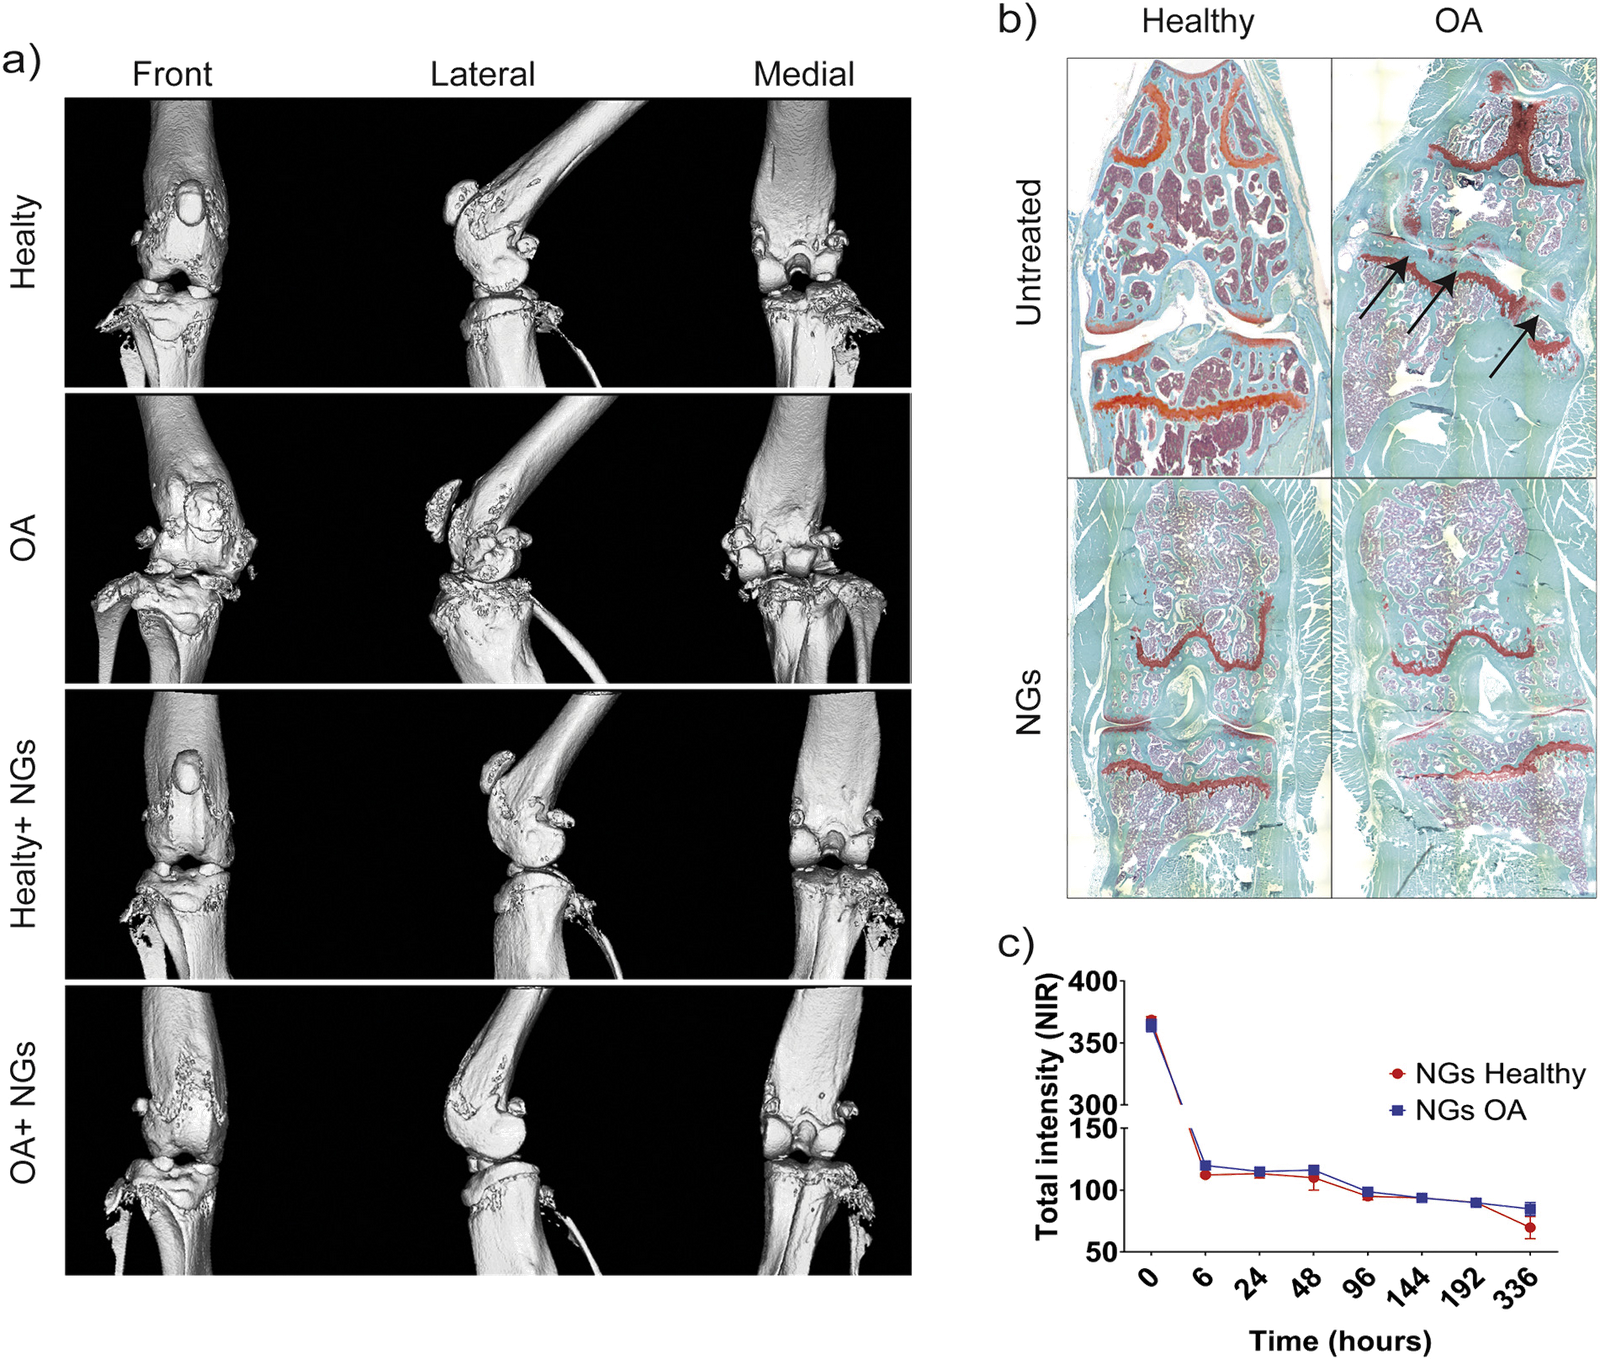 a)
Front Lateral Medial
Healty
OA
Healty+ NGs
OA+ NGs
b)
Healthy OA
Untreated
NGs
c)
Total intensity (NIR)
400
350
300
150
100
50
0 6 24 48 96 144 192 336
Time (hours)
NGs Healthy
NGs OA